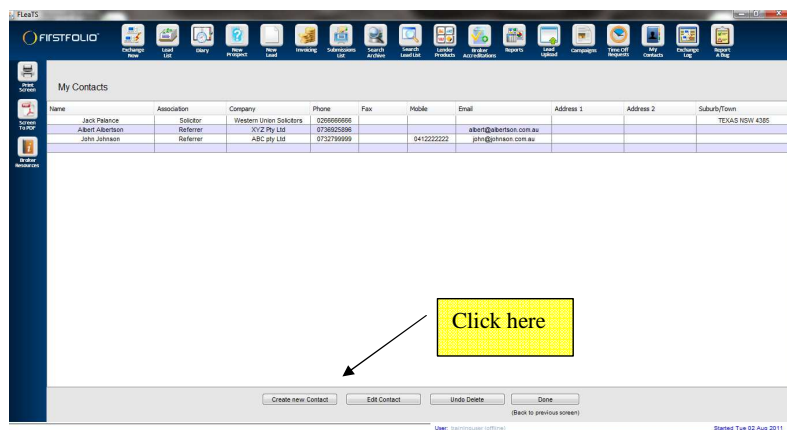 FLeaTS
FIRSTFOLIO
Exchange Now
Lead List
Diary
New Prospect
New Lead
Invoicing
Submissions List
Search Archive
Search Lead List
Lender Products
Broker Accreditations
Reports
Lead Upload
Campaigns
Time Off Requests
My Contacts
Exchange Log
Report A Bug
Print Screen
Screen To PDF
Broker Resources
My Contacts
Name Association Company Phone Fax Mobile Email Address 1 Address 2 Suburb/Town
Jack Palance Solicitor Western Union Solicitors 0266666666 TEXAS NSW 4385
Albert Albertson Referrer XYZ Pty Ltd 0736925896 albert@albertson.com.au
John Johnson Referrer ABC pty Ltd 0732799999 0412222222 john@johnson.com.au
Click here
Create new Contact Edit Contact Undo Delete Done
(Back to previous screen)
User: (offline) Started Tue 02 Aug 2011